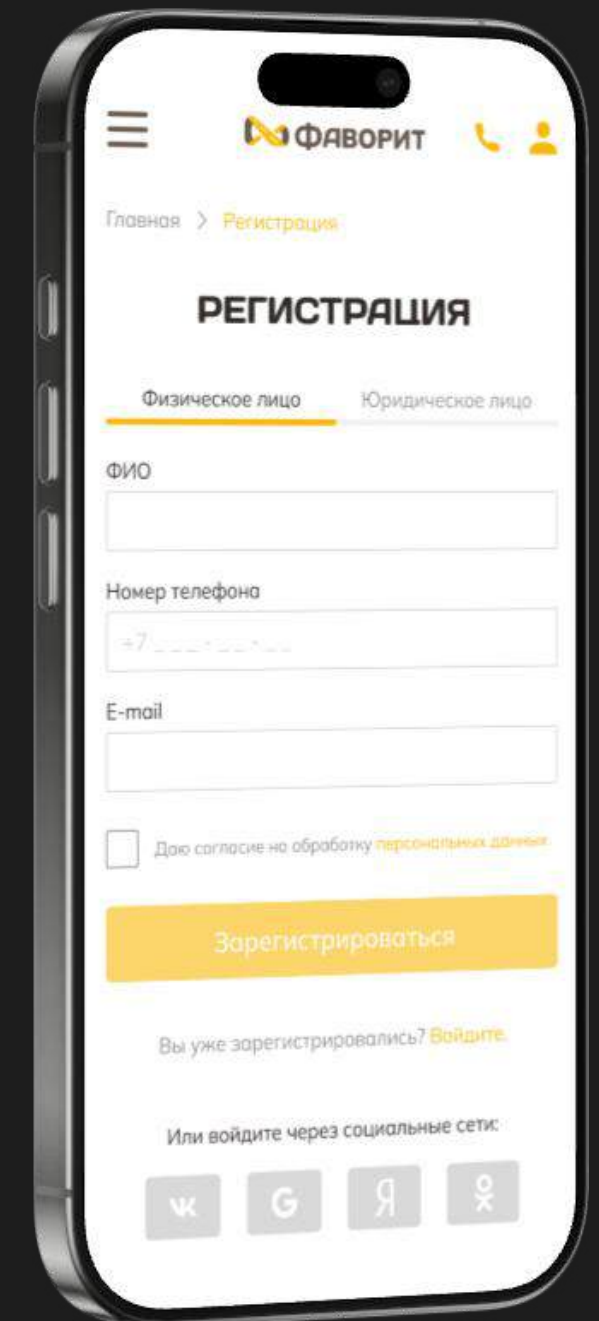 ФАВОРИТ
Главная > Регистрация
РЕГИСТРАЦИЯ
Физическое лицо Юридическое лицо
ФИО
Номер телефона
+7 _ _ _ - _ _ - _ _
E-mail
Даю согласие на обработку персональных данных
Зарегистрироваться
Вы уже зарегистрировались? Войдите.
Или войдите через социальные сети:
G Я